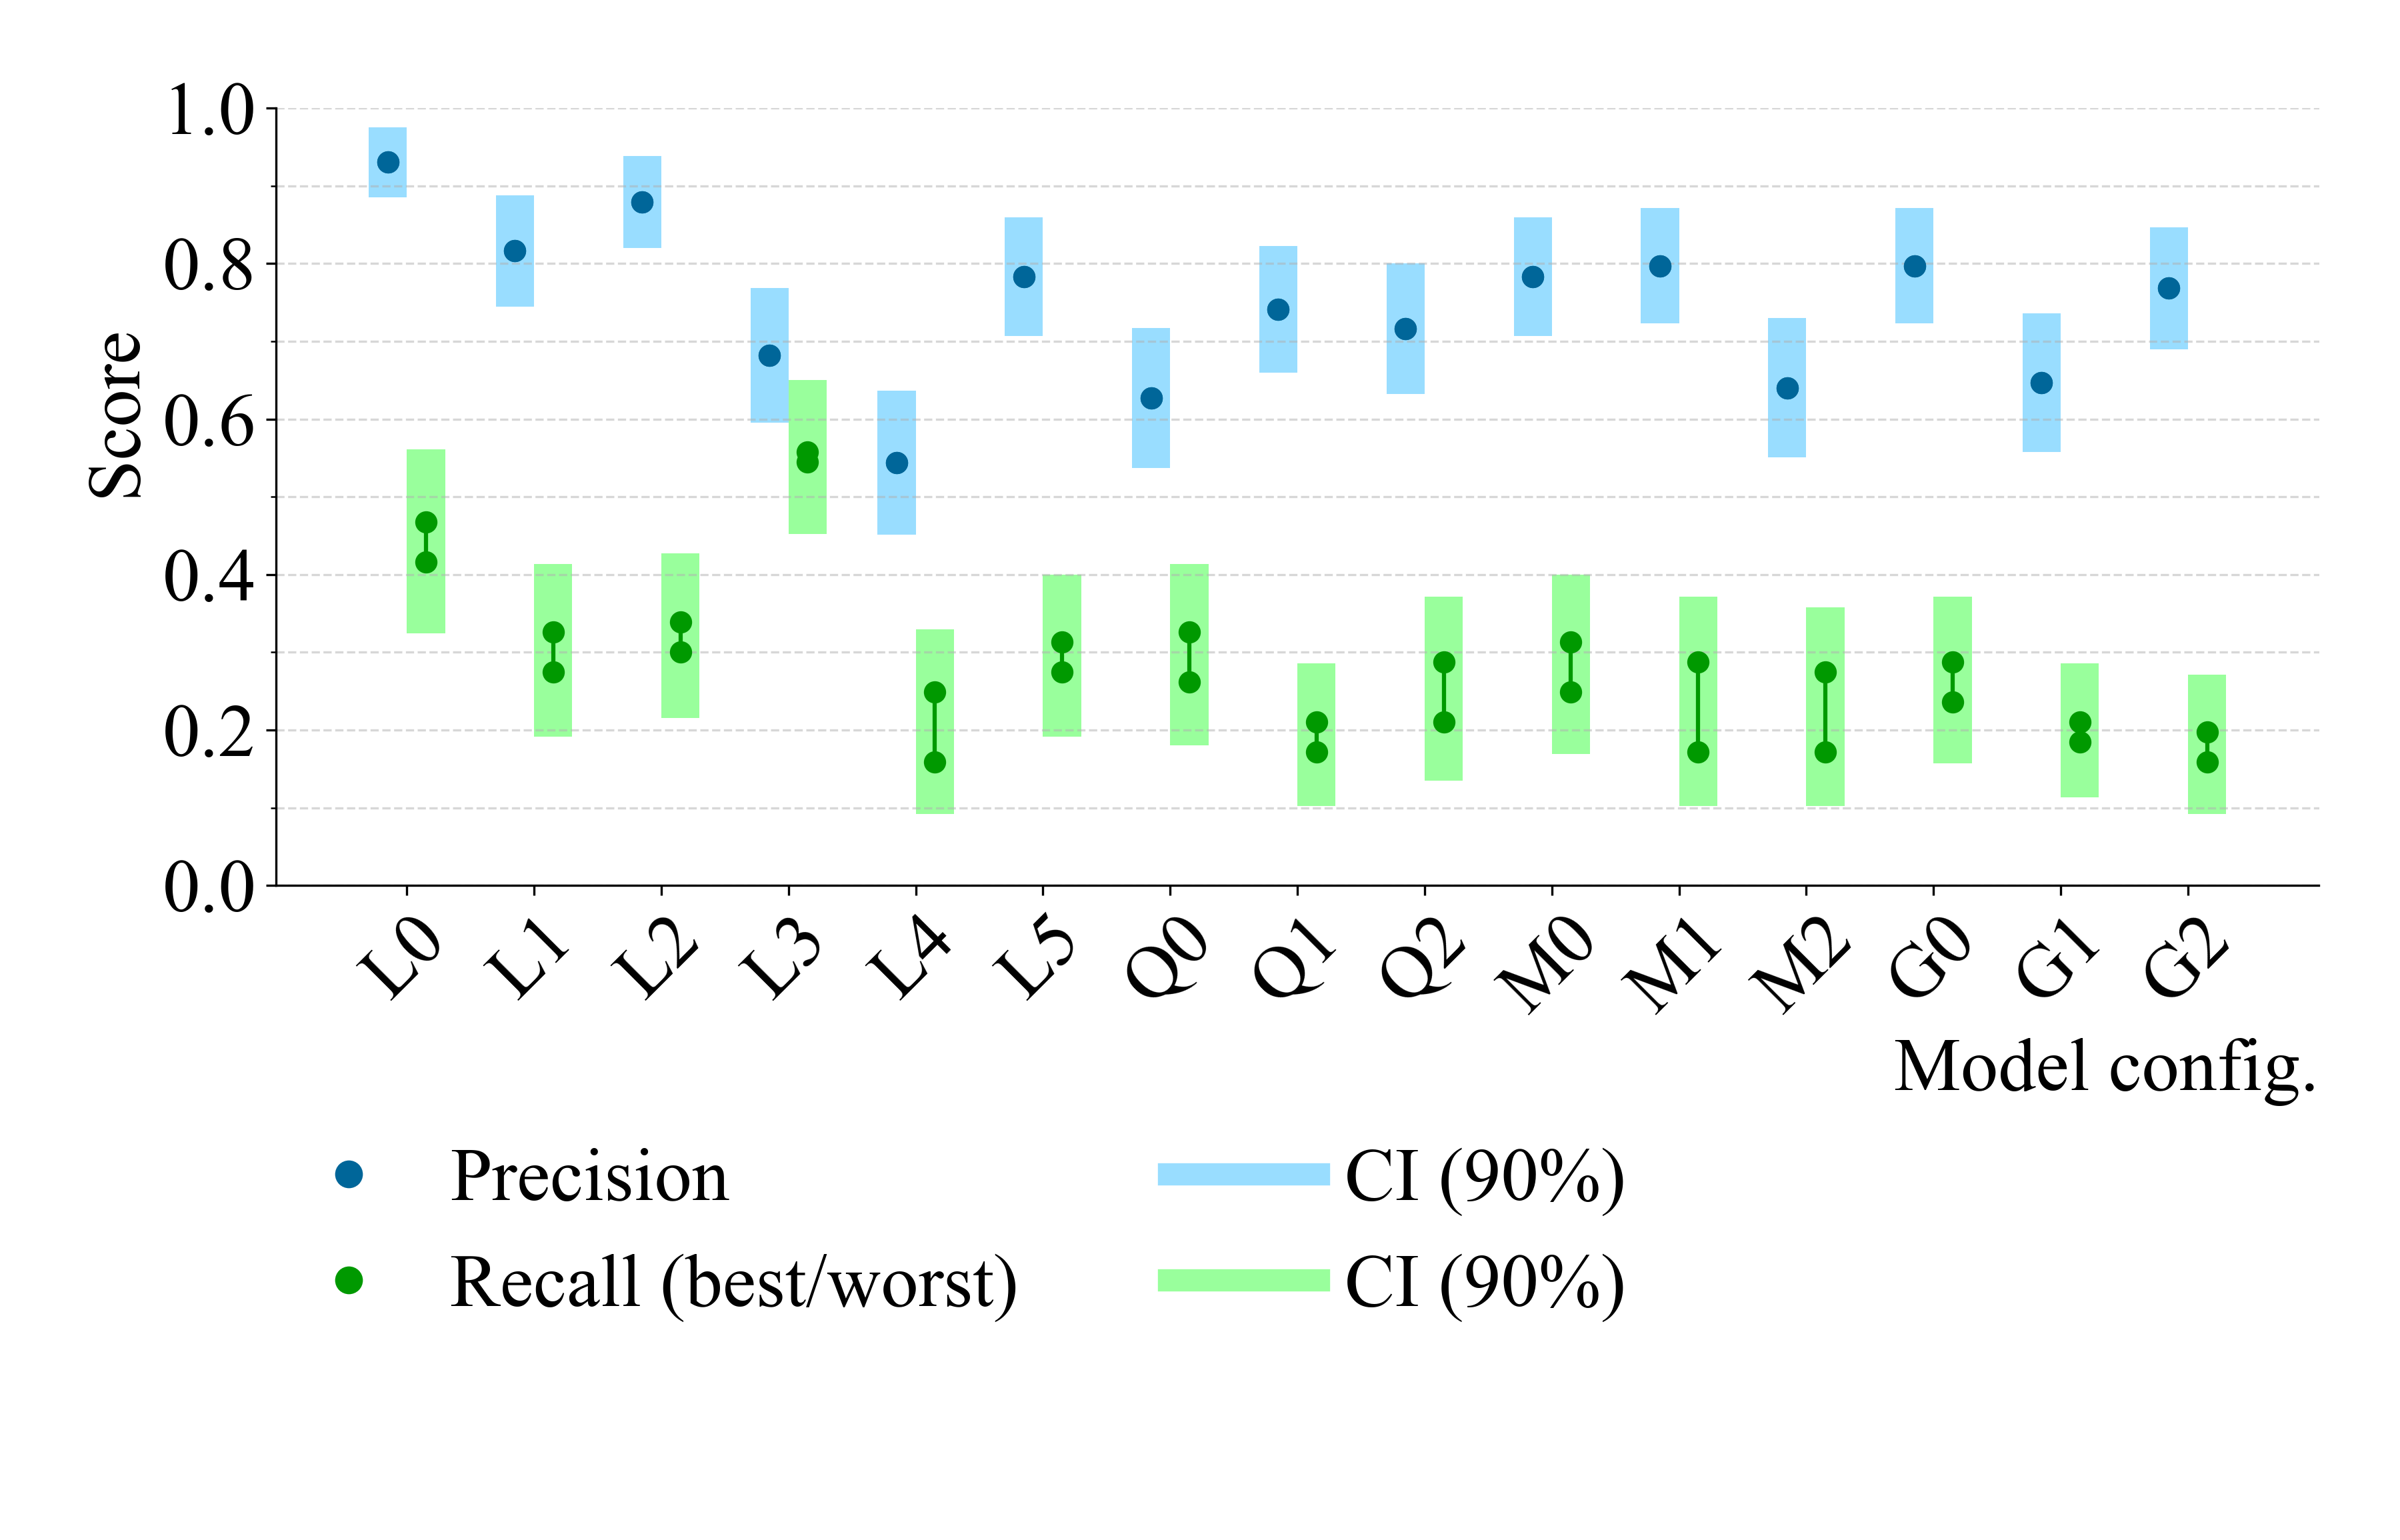 1.0
0.8
0.6
0.4
0.2
0.0
Score
L0 L1 L2 L3 L4 L5 Q0 Q1 Q2 M0 M1 M2 G0 G1 G2
Model config.
Precision CI (90%)
Recall (best/worst) CI (90%)